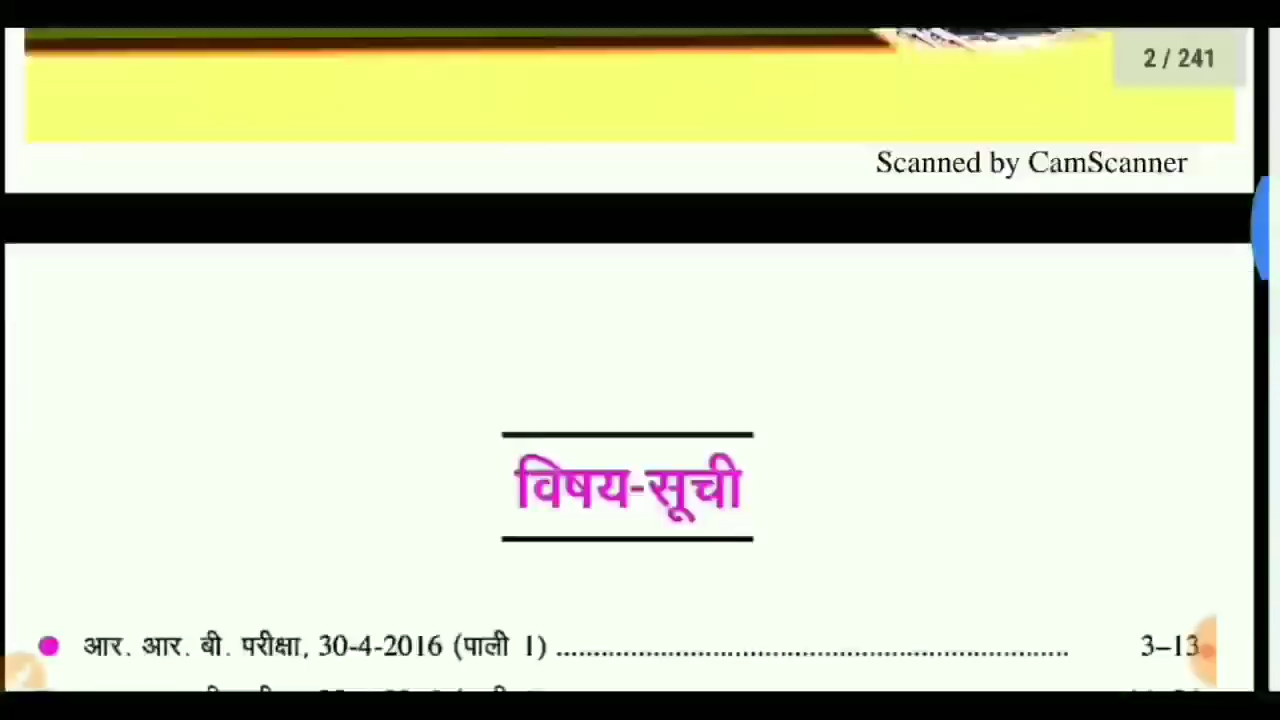 2 / 241
Scanned by CamScanner
विषय-सूची
आर. आर. बी. परीक्षा, 30-4-2016 (पाली 1) .................................................................... 3–13